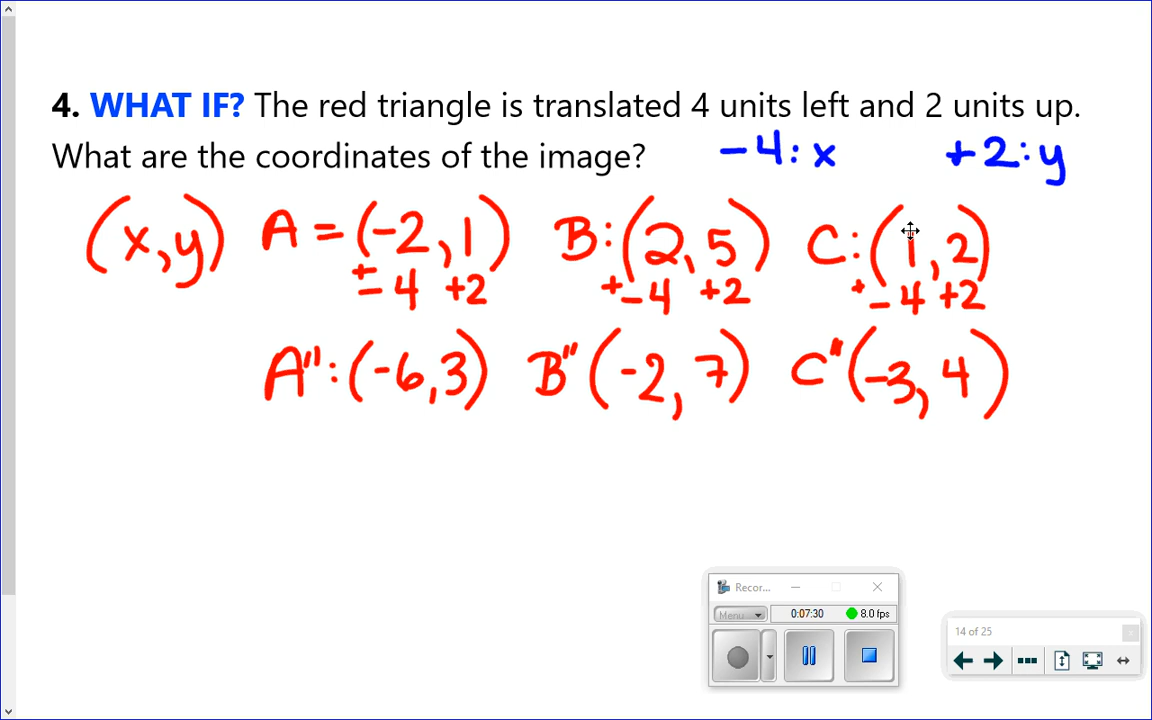 4. WHAT IF? The red triangle is translated 4 units left and 2 units up.
What are the coordinates of the image? -4: x +2: y
(x,y) A = (-2,1) B: (2,5) C: (1,2)
+-4 +2 +-4 +2 +-4 +2
A": (-6,3) B" (-2,7) C" (-3,4)
Recor...
Menu 0:07:30 8.0 fps
14 of 25